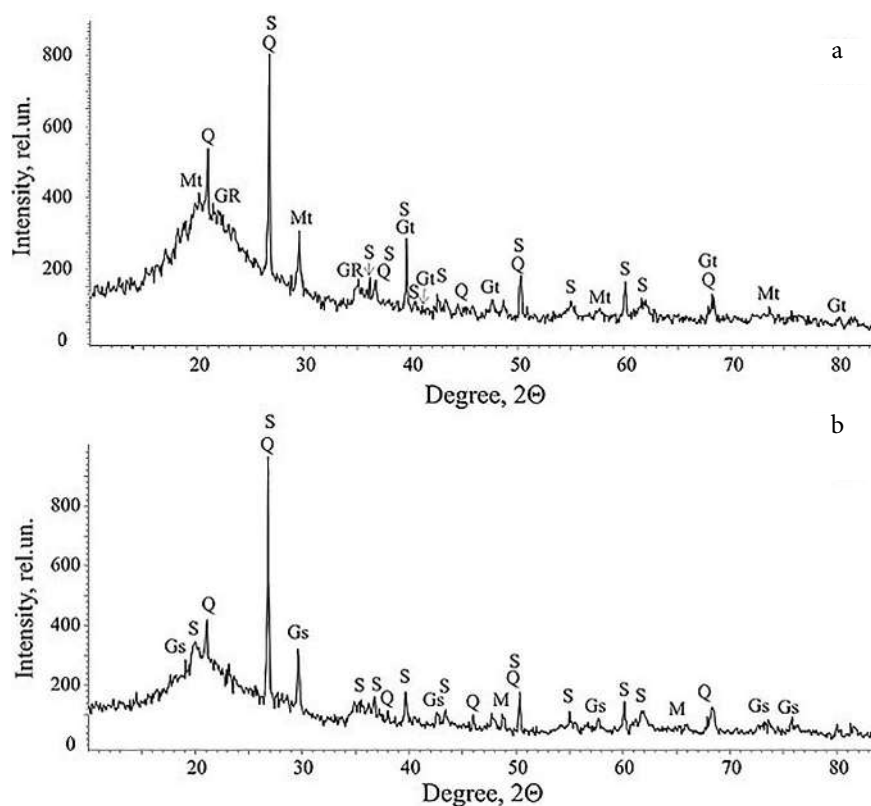 a
Intensity, rel.un.
800
600
400
200
0
Mt
Q
GR
S
Q
Mt
GR
S
S
Q
S
Gt
S
Gt
S
Q
Gt
S
Q
S
Mt
S
S
Gt
Q
Mt
Gt
20
30
40
50
60
70
80
Degree, 2Θ
b
Intensity, rel.un.
800
600
400
200
0
Gs
S
Q
S
Q
Gs
S
S
Q
S
Gs
S
Q
M
S
Q
S
Gs
S
S
M
Q
Gs
Gs
20
30
40
50
60
70
80
Degree, 2Θ